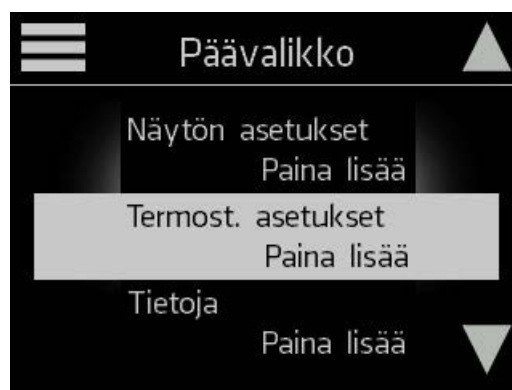 Päävalikko
Näytön asetukset
Paina lisää
Termost. asetukset
Paina lisää
Tietoja
Paina lisää